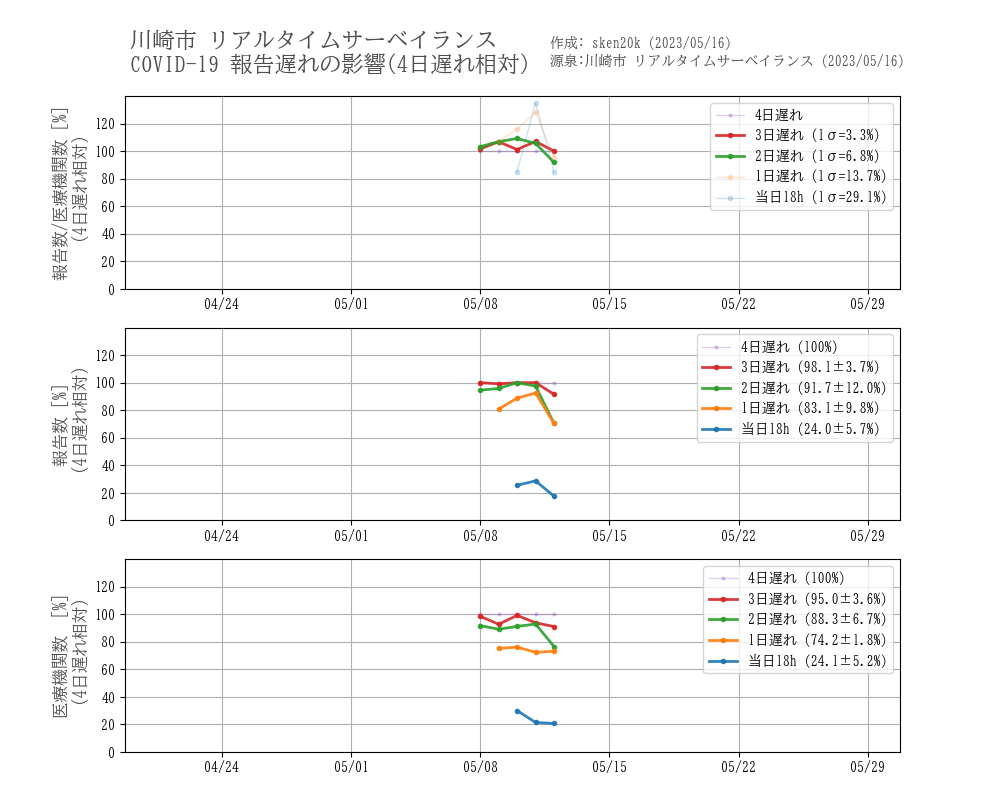 川崎市 リアルタイムサーベイランス
COVID-19 報告遅れの影響(4日遅れ相対)
作成: sken20k (2023/05/16)
源泉:川崎市 リアルタイムサーベイランス (2023/05/16)
報告数/医療機関数 [%]
(4日遅れ相対)
120
100
80
60
40
20
0
4日遅れ
3日遅れ (1σ=3.3%)
2日遅れ (1σ=6.8%)
1日遅れ (1σ=13.7%)
当日18h (1σ=29.1%)
04/24 05/01 05/08 05/15 05/22 05/29
報告数 [%]
(4日遅れ相対)
120
100
80
60
40
20
0
4日遅れ (100%)
3日遅れ (98.1±3.7%)
2日遅れ (91.7±12.0%)
1日遅れ (83.1±9.8%)
当日18h (24.0±5.7%)
04/24 05/01 05/08 05/15 05/22 05/29
医療機関数 [%]
(4日遅れ相対)
120
100
80
60
40
20
0
4日遅れ (100%)
3日遅れ (95.0±3.6%)
2日遅れ (88.3±6.7%)
1日遅れ (74.2±1.8%)
当日18h (24.1±5.2%)
04/24 05/01 05/08 05/15 05/22 05/29